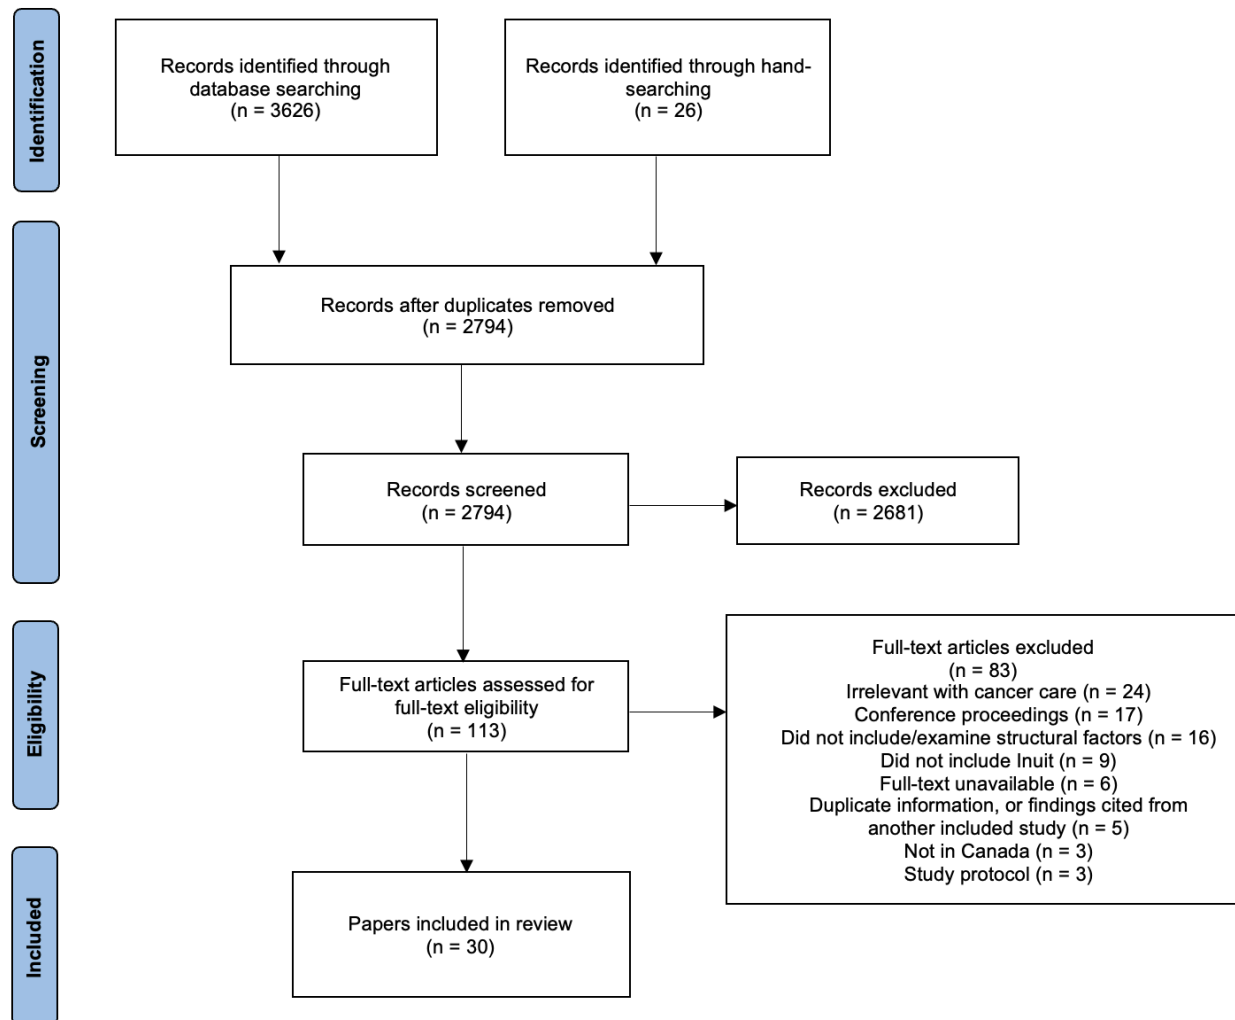 Identification
Records identified through
database searching
(n = 3626)
Records identified through hand-
searching
(n = 26)
Screening
Records after duplicates removed
(n = 2794)
Records screened
(n = 2794)
Records excluded
(n = 2681)
Eligibility
Full-text articles assessed for
full-text eligibility
(n = 113)
Full-text articles excluded
(n = 83)
Irrelevant with cancer care (n = 24)
Conference proceedings (n = 17)
Did not include/examine structural factors (n = 16)
Did not include Inuit (n = 9)
Full-text unavailable (n = 6)
Duplicate information, or findings cited from
another included study (n = 5)
Not in Canada (n = 3)
Study protocol (n = 3)
Included
Papers included in review
(n = 30)